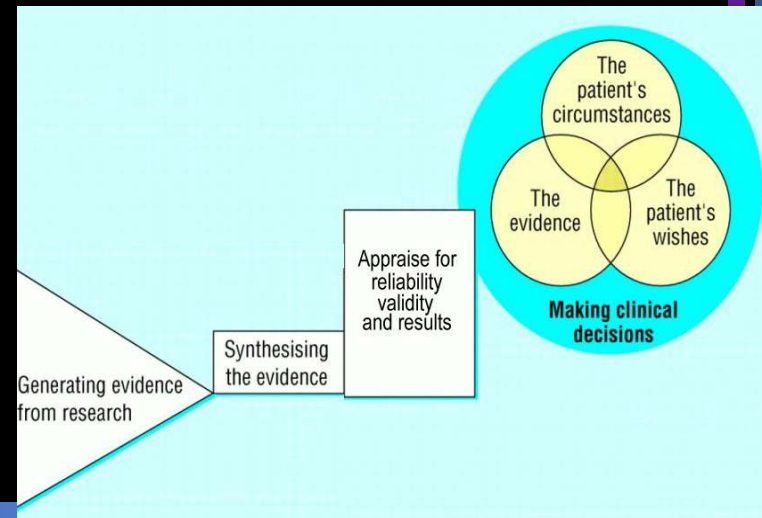 Generating evidence
from research
Synthesising
the evidence
Appraise for
reliability
validity
and results
The
patient's
circumstances
The
evidence
The
patient's
wishes
Making clinical
decisions